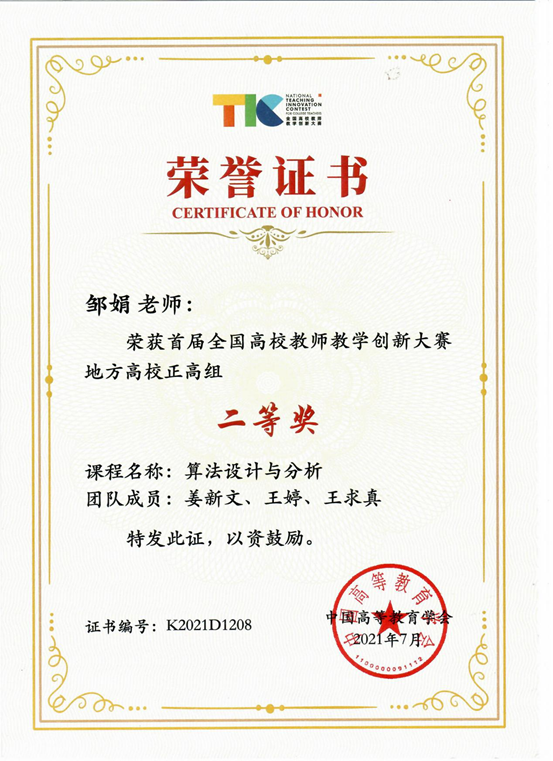 TIC
NATIONAL
TEACHING
INNOVATION
CONTEST
FOR COLLEGE TEACHERS
全国高校教师
教学创新大赛
荣誉证书
CERTIFICATE OF HONOR
邹娟老师：
荣获首届全国高校教师教学创新大赛
地方高校正高组
二等奖
课程名称：算法设计与分析
团队成员：姜新文、王婷、王求真
特发此证，以资鼓励。
证书编号：K2021D1208
中国高等教育学会
2021年7月
中国高等教育学会
1100000091112